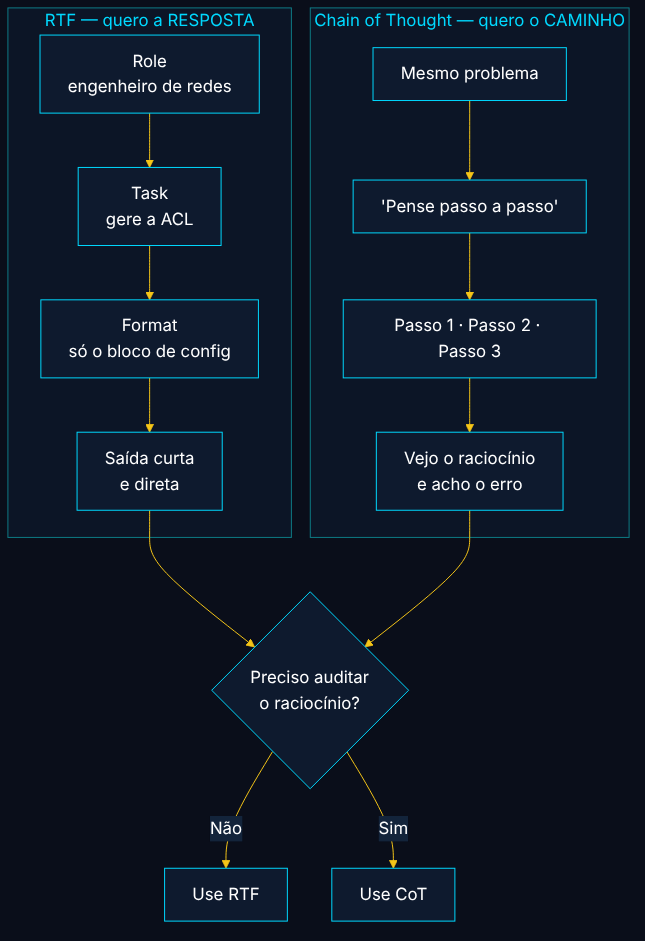 RTF — quero a RESPOSTA
Role
engenheiro de redes
Task
gere a ACL
Format
só o bloco de config
Saída curta
e direta
Chain of Thought — quero o CAMINHO
Mesmo problema
'Pense passo a passo'
Passo 1 · Passo 2 ·
Passo 3
Vejo o raciocínio
e acho o erro
Preciso auditar
o raciocínio?
Não
Sim
Use RTF
Use CoT